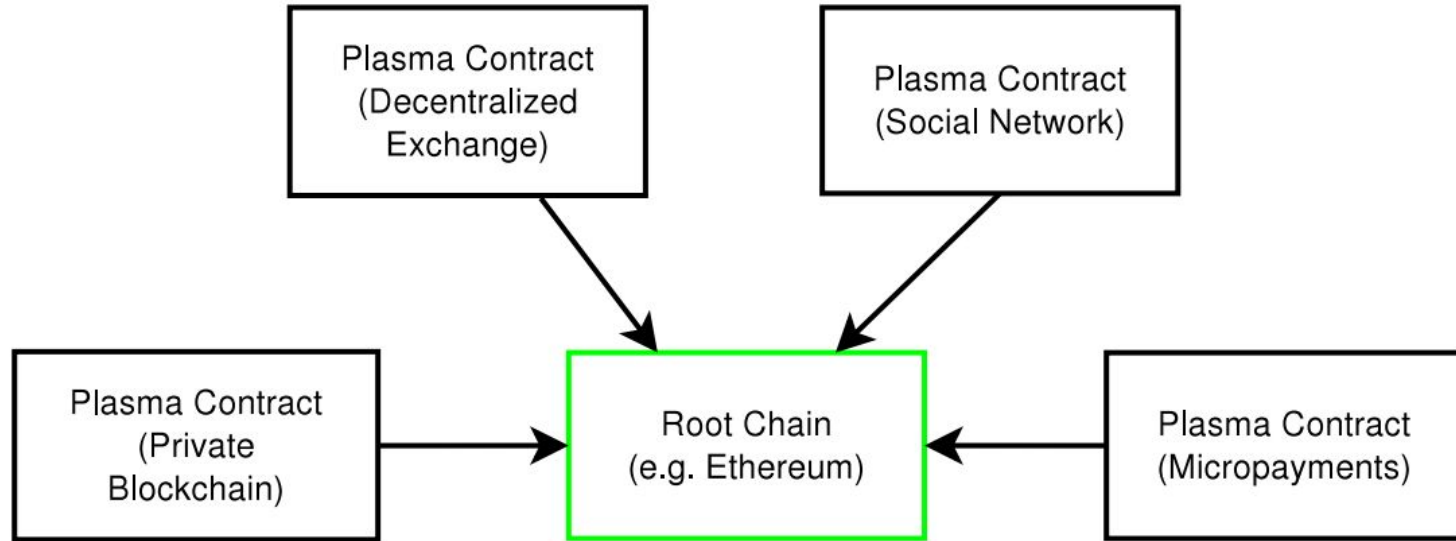 Plasma Contract
(Decentralized
Exchange)
Plasma Contract
(Social Network)
Plasma Contract
(Private
Blockchain)
Root Chain
(e.g. Ethereum)
Plasma Contract
(Micropayments)